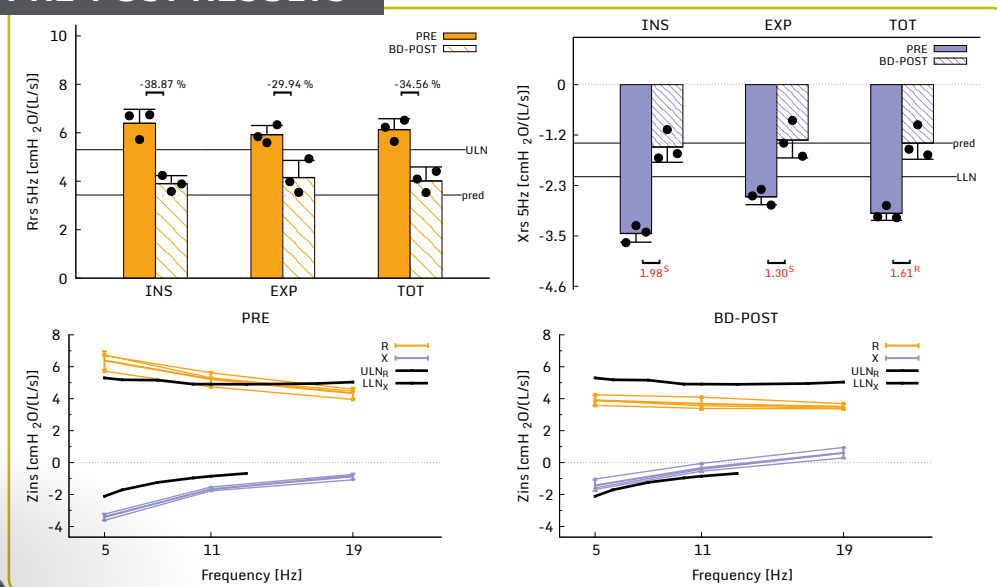 PRE-POST RESULTS
10
8
6
4
2
0
Rrs 5Hz [cmH ₂O/(L/s)]
PRE
BD-POST
-38.87 %
-29.94 %
-34.56 %
ULN
pred
INS EXP TOT
INS EXP TOT
PRE
BD-POST
0
-1.2
-2.3
-3.5
-4.6
Xrs 5Hz [cmH ₂O/(L/s)]
pred
LLN
1.98ˢ
1.30ˢ
1.61ᴿ
PRE
8
6
4
2
0
-2
-4
Zins [cmH ₂O/(L/s)]
R
X
ULN_R
LLN_X
5 11 19
Frequency [Hz]
BD-POST
8
6
4
2
0
-2
-4
Zins [cmH ₂O/(L/s)]
R
X
ULN_R
LLN_X
5 11 19
Frequency [Hz]